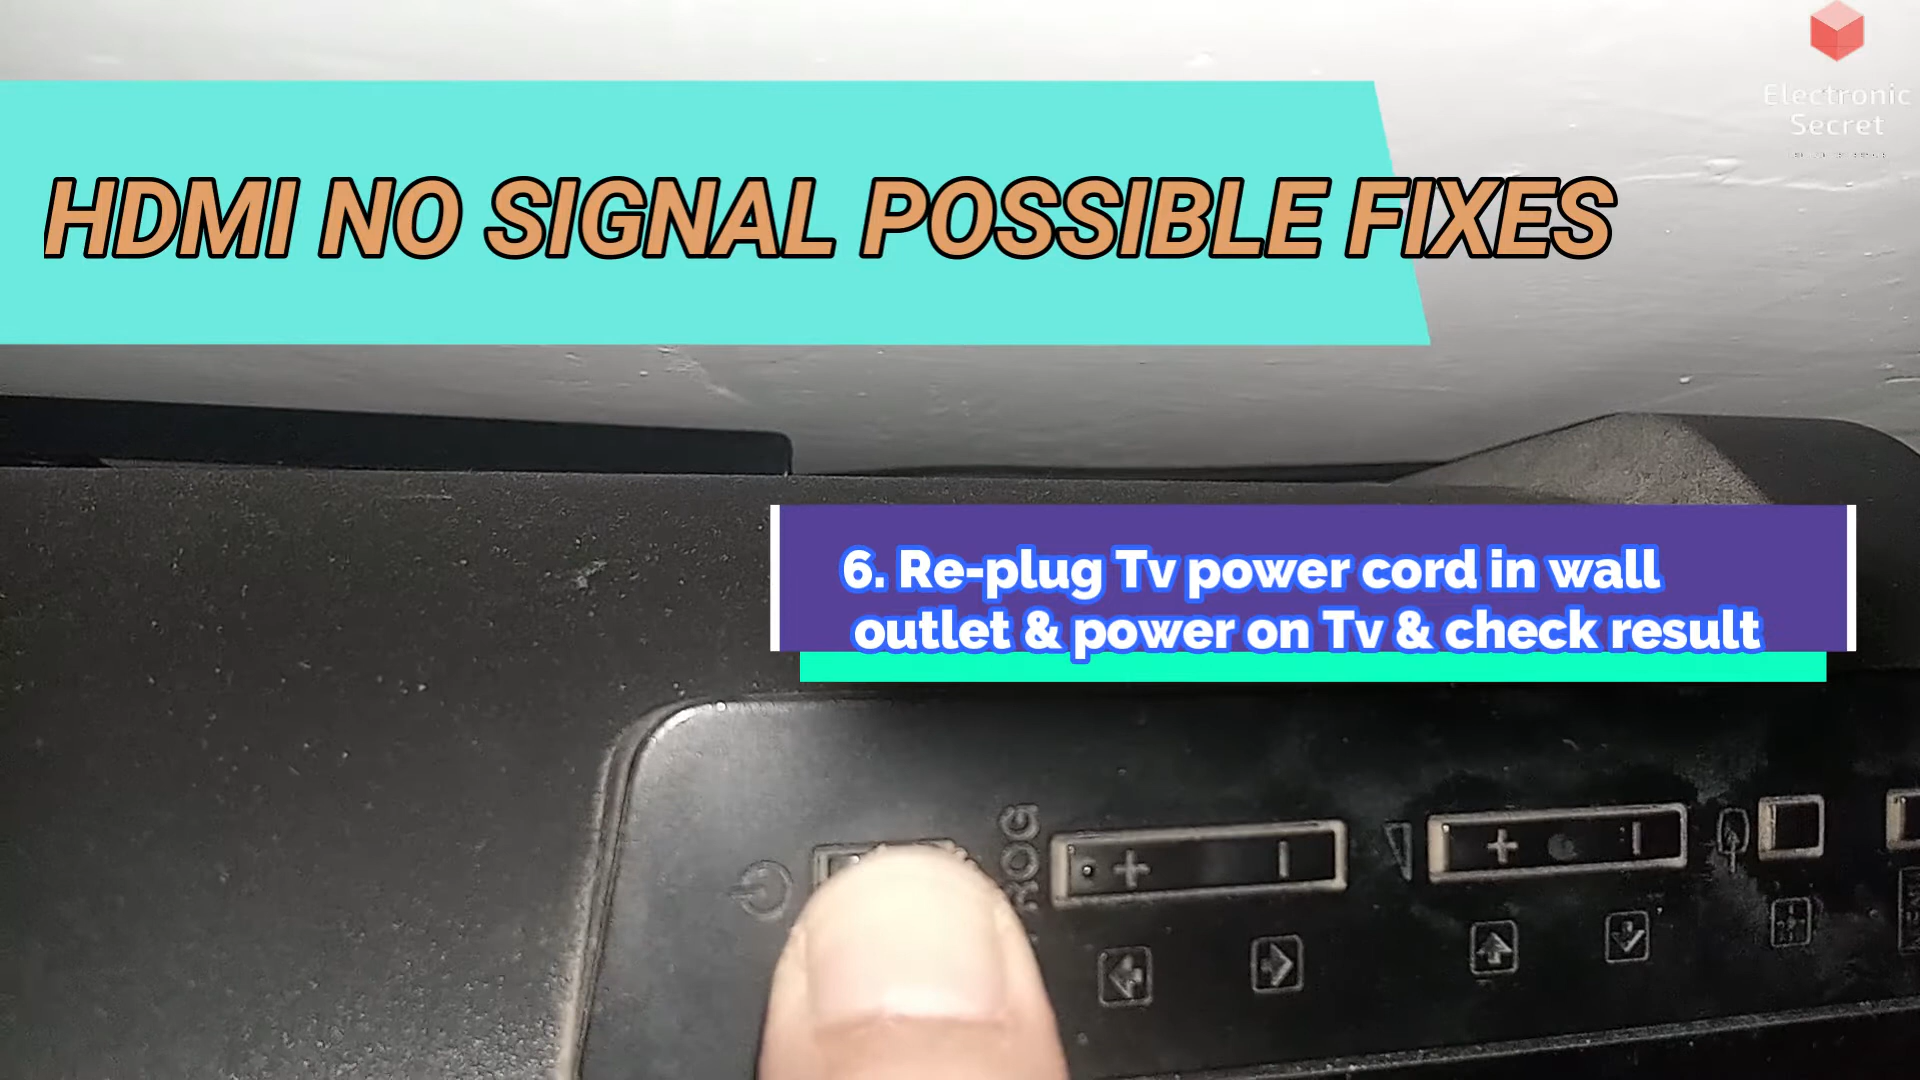 Electronic
Secret
HDMI NO SIGNAL POSSIBLE FIXES
6. Re-plug Tv power cord in wall
outlet & power on Tv & check result
+
+